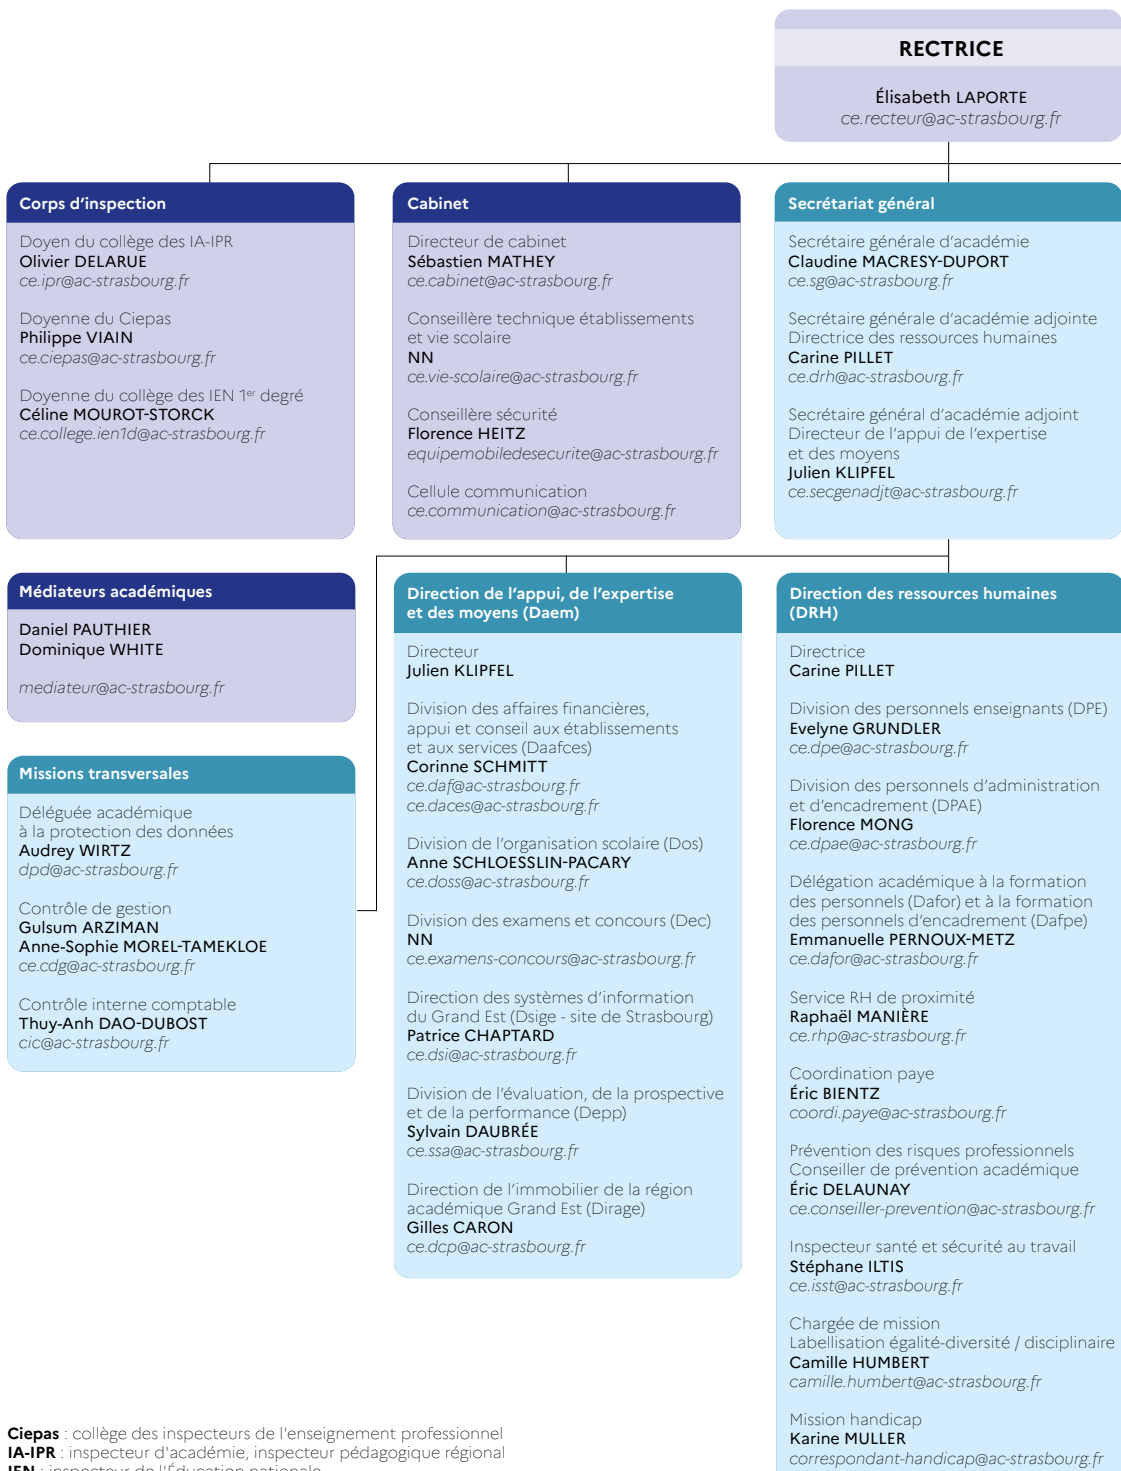 RECTRICE
Élisabeth LAPORTE
ce.recteur@ac-strasbourg.fr
Corps d'inspection
Doyen du collège des IA-IPR
Olivier DELARUE
ce.ipr@ac-strasbourg.fr
Doyenne du Ciepas
Philippe VIAIN
ce.ciepas@ac-strasbourg.fr
Doyenne du collège des IEN 1er degré
Céline MOUROT-STORCK
ce.college.ien1d@ac-strasbourg.fr
Cabinet
Directeur de cabinet
Sébastien MATHEY
ce.cabinet@ac-strasbourg.fr
Conseillère technique établissements
et vie scolaire
NN
ce.vie-scolaire@ac-strasbourg.fr
Conseillère sécurité
Florence HEITZ
equipemobiledesecurite@ac-strasbourg.fr
Cellule communication
ce.communication@ac-strasbourg.fr
Secrétariat général
Secrétaire générale d'académie
Claudine MACRESY-DUPORT
ce.sg@ac-strasbourg.fr
Secrétaire générale d'académie adjointe
Directrice des ressources humaines
Carine PILLET
ce.drh@ac-strasbourg.fr
Secrétaire général d'académie adjoint
Directeur de l'appui de l'expertise
et des moyens
Julien KLIPFEL
ce.secgenadjt@ac-strasbourg.fr
Médiateurs académiques
Daniel PAUTHIER
Dominique WHITE
mediateur@ac-strasbourg.fr
Missions transversales
Déléguée académique
à la protection des données
Audrey WIRTZ
dpd@ac-strasbourg.fr
Contrôle de gestion
Gulsum ARZIMAN
Anne-Sophie MOREL-TAMEKLOE
ce.cdg@ac-strasbourg.fr
Contrôle interne comptable
Thuy-Anh DAO-DUBOST
cic@ac-strasbourg.fr
Direction de l'appui, de l'expertise
et des moyens (Daem)
Directeur
Julien KLIPFEL
Division des affaires financières,
appui et conseil aux établissements
et aux services (Daafces)
Corinne SCHMITT
ce.daf@ac-strasbourg.fr
ce.daces@ac-strasbourg.fr
Division de l'organisation scolaire (Dos)
Anne SCHLOESSLIN-PACARY
ce.doss@ac-strasbourg.fr
Division des examens et concours (Dec)
NN
ce.examens-concours@ac-strasbourg.fr
Direction des systèmes d'information
du Grand Est (Dsige - site de Strasbourg)
Patrice CHAPTARD
ce.dsi@ac-strasbourg.fr
Division de l'évaluation, de la prospective
et de la performance (Depp)
Sylvain DAUBRÉE
ce.ssa@ac-strasbourg.fr
Direction de l'immobilier de la région
académique Grand Est (Dirage)
Gilles CARON
ce.dcp@ac-strasbourg.fr
Direction des ressources humaines
(DRH)
Directrice
Carine PILLET
Division des personnels enseignants (DPE)
Evelyne GRUNDLER
ce.dpe@ac-strasbourg.fr
Division des personnels d'administration
et d'encadrement (DPAE)
Florence MONG
ce.dpae@ac-strasbourg.fr
Délégation académique à la formation
des personnels (Dafor) et à la formation
des personnels d'encadrement (Dafpe)
Emmanuelle PERNOUX-METZ
ce.dafor@ac-strasbourg.fr
Service RH de proximité
Raphaël MANIÈRE
ce.rhp@ac-strasbourg.fr
Coordination paye
Éric BIENTZ
coordi.paye@ac-strasbourg.fr
Prévention des risques professionnels
Conseiller de prévention académique
Éric DELAUNAY
ce.conseiller-prevention@ac-strasbourg.fr
Inspecteur santé et sécurité au travail
Stéphane ILTIS
ce.isst@ac-strasbourg.fr
Chargée de mission
Labellisation égalité-diversité / disciplinaire
Camille HUMBERT
camille.humbert@ac-strasbourg.fr
Mission handicap
Karine MULLER
correspondant-handicap@ac-strasbourg.fr
Ciepas : collège des inspecteurs de l'enseignement professionnel
IA-IPR : inspecteur d'académie, inspecteur pédagogique régional
IEN : inspecteur de l'Éducation nationale